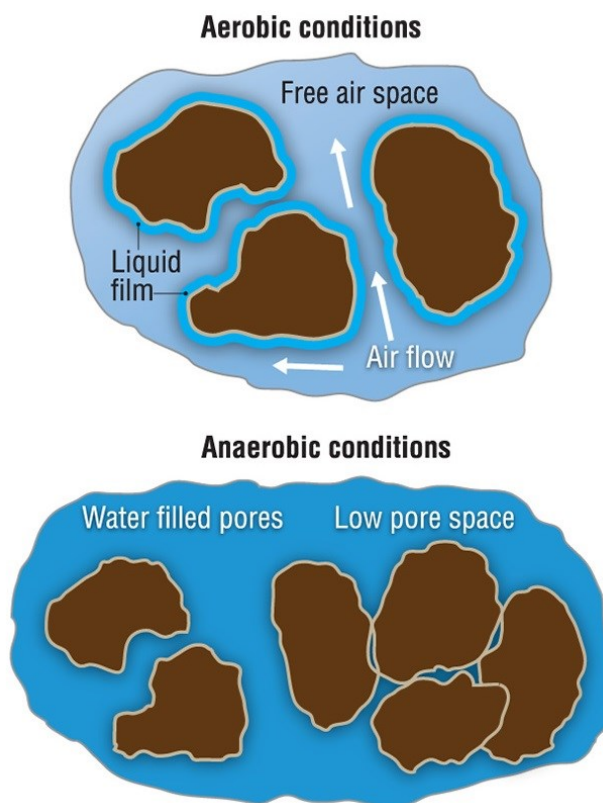 Aerobic conditions
Free air space
Liquid
film
Air flow
Anaerobic conditions
Water filled pores
Low pore space